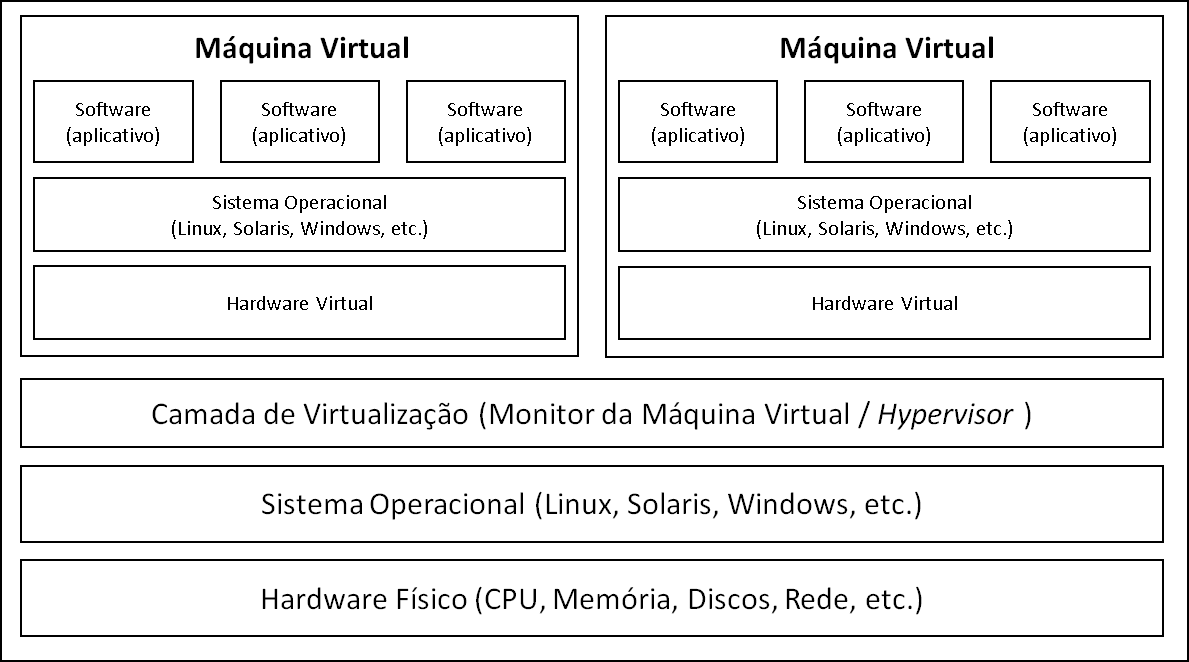 Máquina Virtual
Software
(aplicativo)
Software
(aplicativo)
Software
(aplicativo)
Sistema Operacional
(Linux, Solaris, Windows, etc.)
Hardware Virtual
Máquina Virtual
Software
(aplicativo)
Software
(aplicativo)
Software
(aplicativo)
Sistema Operacional
(Linux, Solaris, Windows, etc.)
Hardware Virtual
Camada de Virtualização (Monitor da Máquina Virtual / Hypervisor )
Sistema Operacional (Linux, Solaris, Windows, etc.)
Hardware Físico (CPU, Memória, Discos, Rede, etc.)